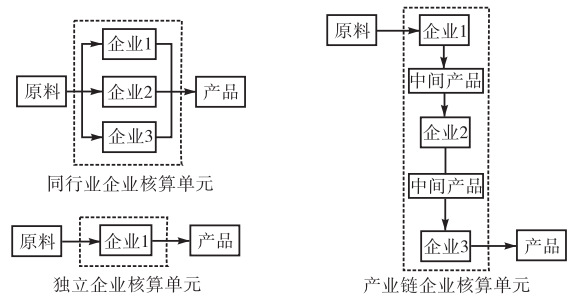 企业1
原料
企业2
产品
企业3
同行业企业核算单元
原料
企业1
产品
独立企业核算单元
原料
企业1
中间产品
企业2
中间产品
企业3
产品
产业链企业核算单元